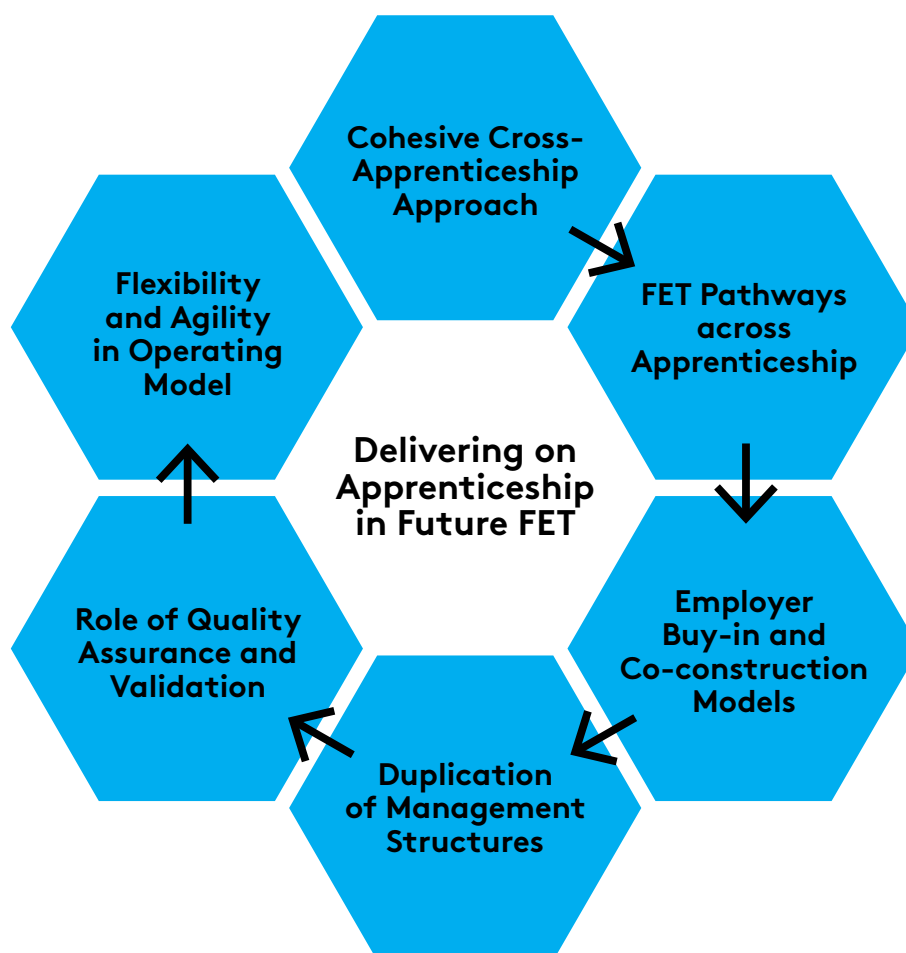 Cohesive Cross-
Apprenticeship
Approach
FET Pathways
across
Apprenticeship
Employer
Buy-in and
Co-construction
Models
Duplication
of Management
Structures
Role of Quality
Assurance and
Validation
Flexibility
and Agility
in Operating
Model
Delivering on
Apprenticeship
in Future FET